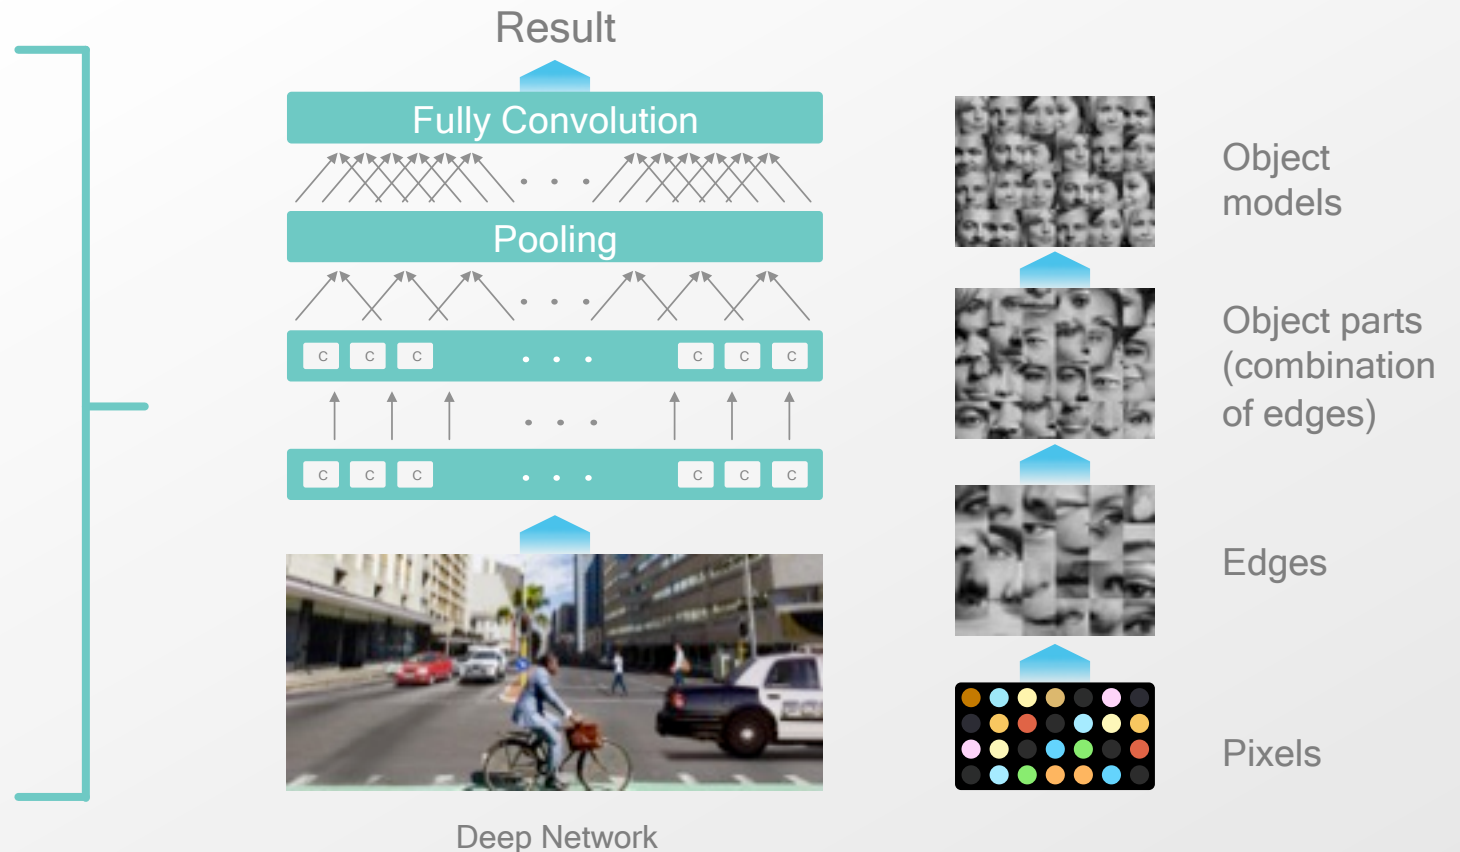 Result
Fully Convolution
. . .
Pooling
. . .
C C C . . . C C C
. . .
C C C . . . C C C
Deep Network
Object
models
Object parts
(combination
of edges)
Edges
Pixels